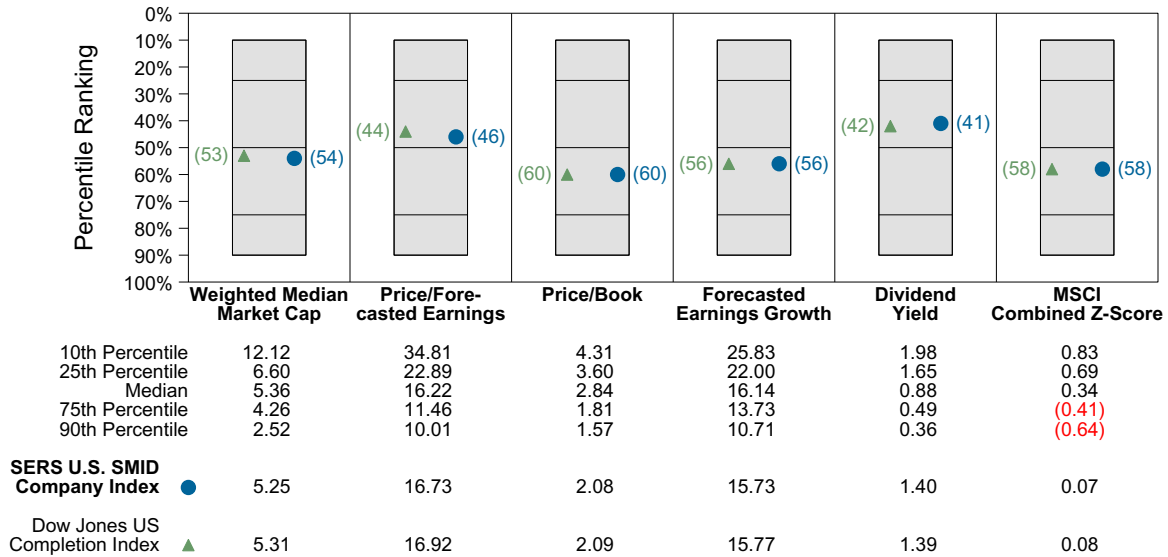 Percentile Ranking
0%
10%
20%
30%
40%
50%
60%
70%
80%
90%
100%
(53) (54)
(44) (46)
(60) (60)
(56) (56)
(42) (41)
(58) (58)
Weighted Median Price/Fore- Price/Book Forecasted Dividend MSCI
Market Cap casted Earnings Earnings Growth Yield Combined Z-Score
10th Percentile 12.12 34.81 4.31 25.83 1.98 0.83
25th Percentile 6.60 22.89 3.60 22.00 1.65 0.69
Median 5.36 16.22 2.84 16.14 0.88 0.34
75th Percentile 4.26 11.46 1.81 13.73 0.49 (0.41)
90th Percentile 2.52 10.01 1.57 10.71 0.36 (0.64)
SERS U.S. SMID
Company Index 5.25 16.73 2.08 15.73 1.40 0.07
Dow Jones US
Completion Index 5.31 16.92 2.09 15.77 1.39 0.08